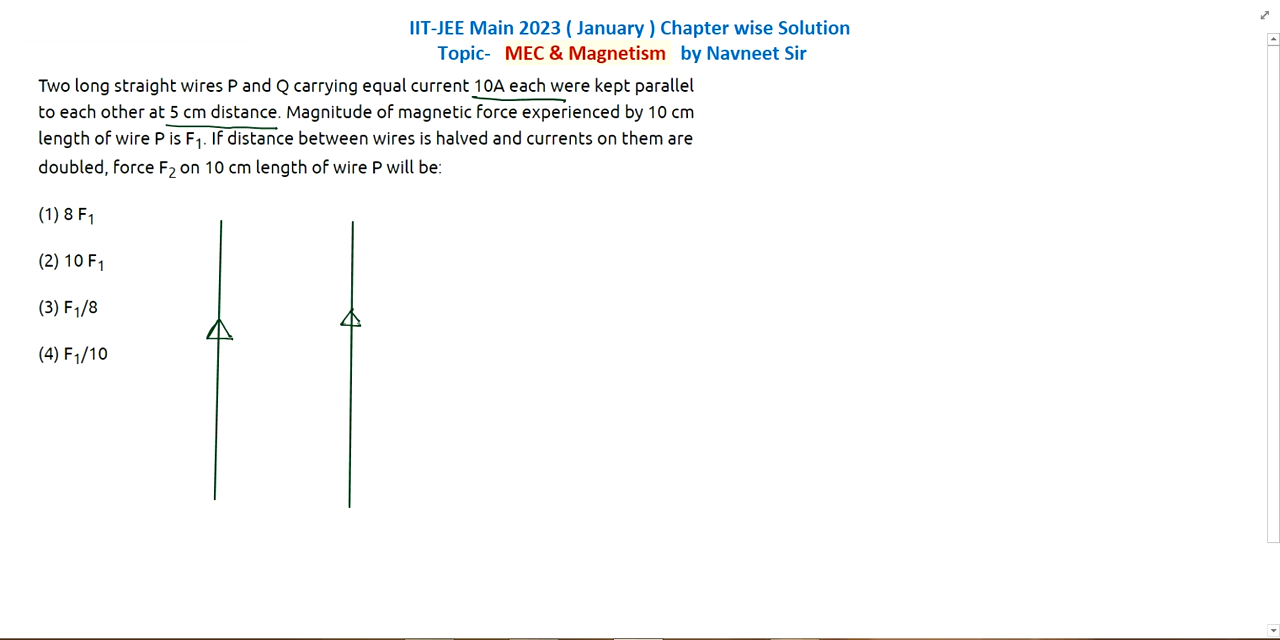 IIT-JEE Main 2023 ( January ) Chapter wise Solution
Topic- MEC & Magnetism by Navneet Sir
Two long straight wires P and Q carrying equal current 10A each were kept parallel
to each other at 5 cm distance. Magnitude of magnetic force experienced by 10 cm
length of wire P is F₁. If distance between wires is halved and currents on them are
doubled, force F₂ on 10 cm length of wire P will be:
(1) 8 F₁
(2) 10 F₁
(3) F₁/8
(4) F₁/10